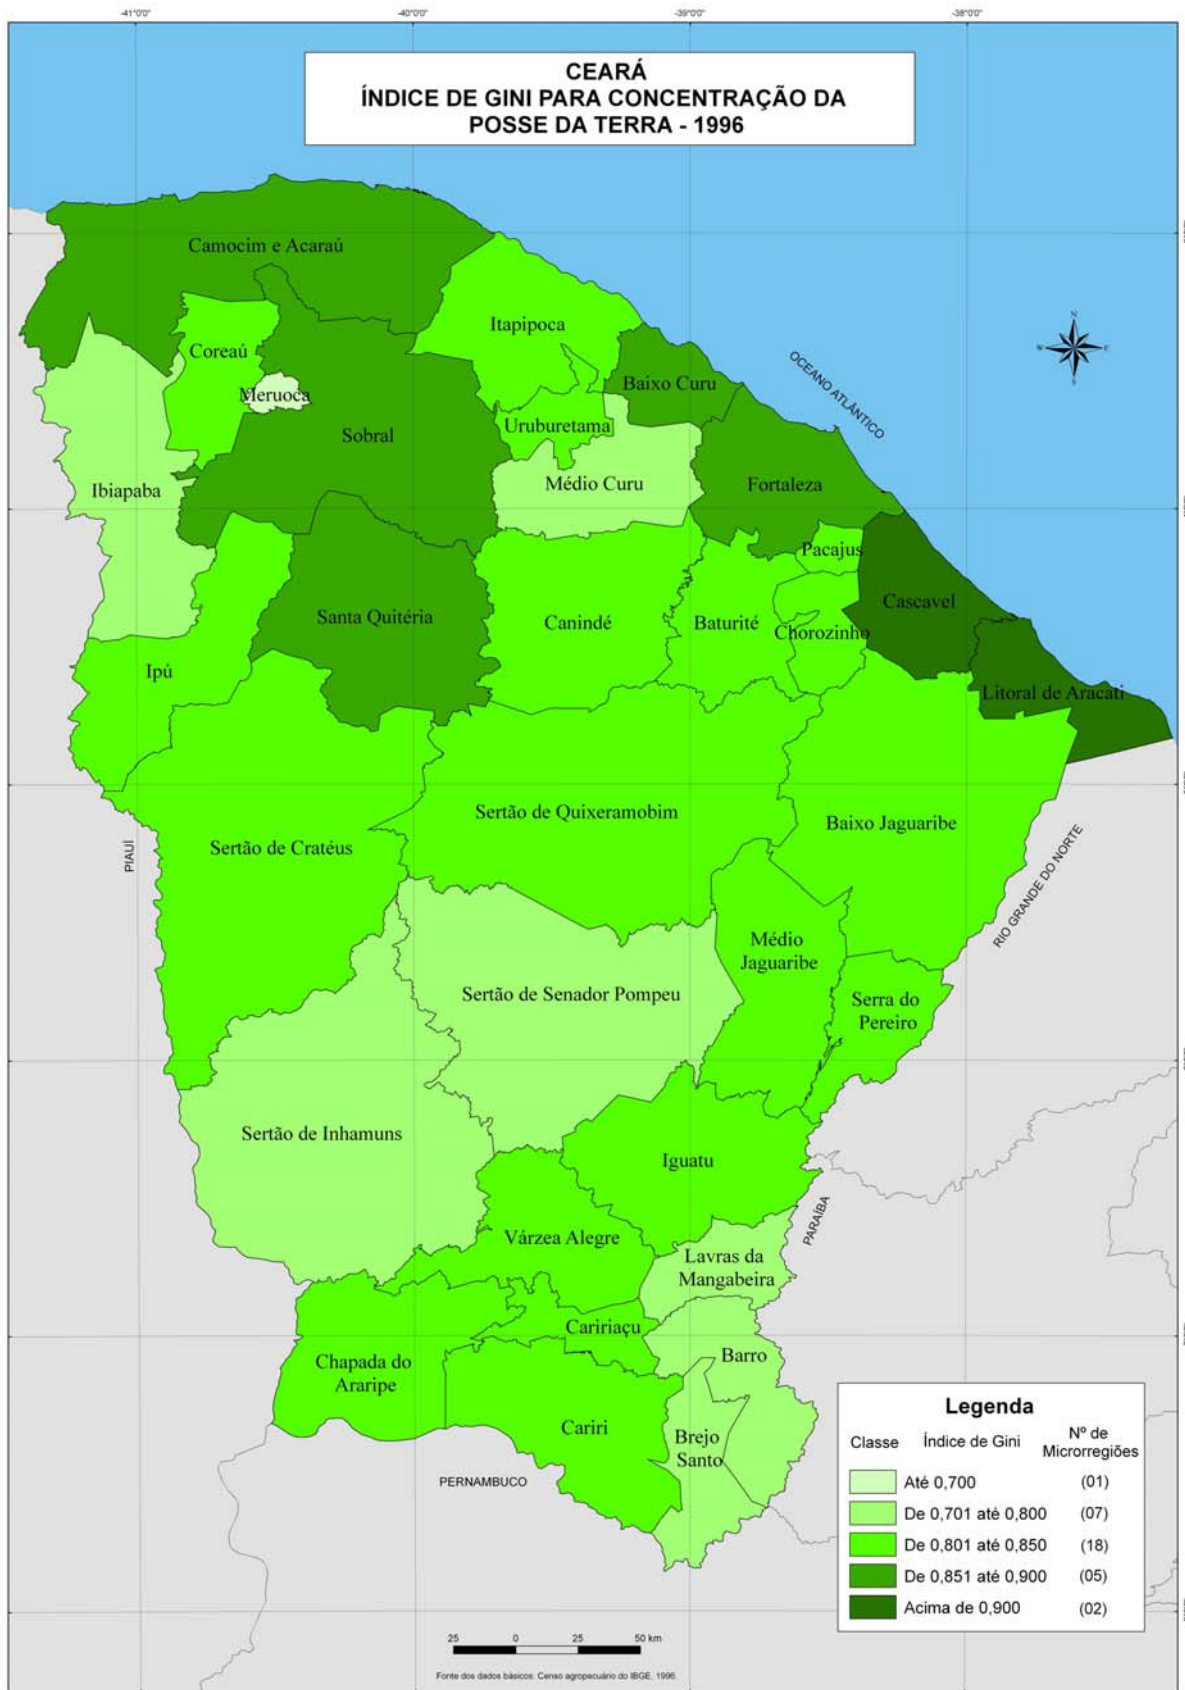 -41°0'0"
-40°0'0"
-39°0'0"
-38°0'0"
CEARÁ
ÍNDICE DE GINI PARA CONCENTRAÇÃO DA
POSSE DA TERRA - 1996
Camocim e Acaraú
N
W
E
S
Itapipoca
Coreaú
OCEANO ATLÂNTICO
Baixo Curu
Meruoca
Uruburetama
Sobral
Ibiapaba
Médio Curu
Fortaleza
Pacajus
Cascavel
Santa Quitéria
Canindé
Baturité
Chorozinho
Ipú
Litoral de Aracati
Sertão de Quixeramobim
Baixo Jaguaribe
Sertão de Cratéus
PIAUÍ
RIO GRANDE DO NORTE
Médio
Jaguaribe
Sertão de Senador Pompeu
Serra do
Pereiro
Sertão de Inhamuns
Iguatu
PARAÍBA
Várzea Alegre
Lavras da
Mangabeira
Caririaçu
Barro
Chapada do
Araripe
Cariri
Brejo
Santo
PERNAMBUCO
Legenda
Classe Índice de Gini Nº de
Microrregiões
Até 0,700 (01)
De 0,701 até 0,800 (07)
De 0,801 até 0,850 (18)
De 0,851 até 0,900 (05)
Acima de 0,900 (02)
25 0 25 50 km
Fonte dos dados básicos: Censo agropecuário do IBGE, 1996.